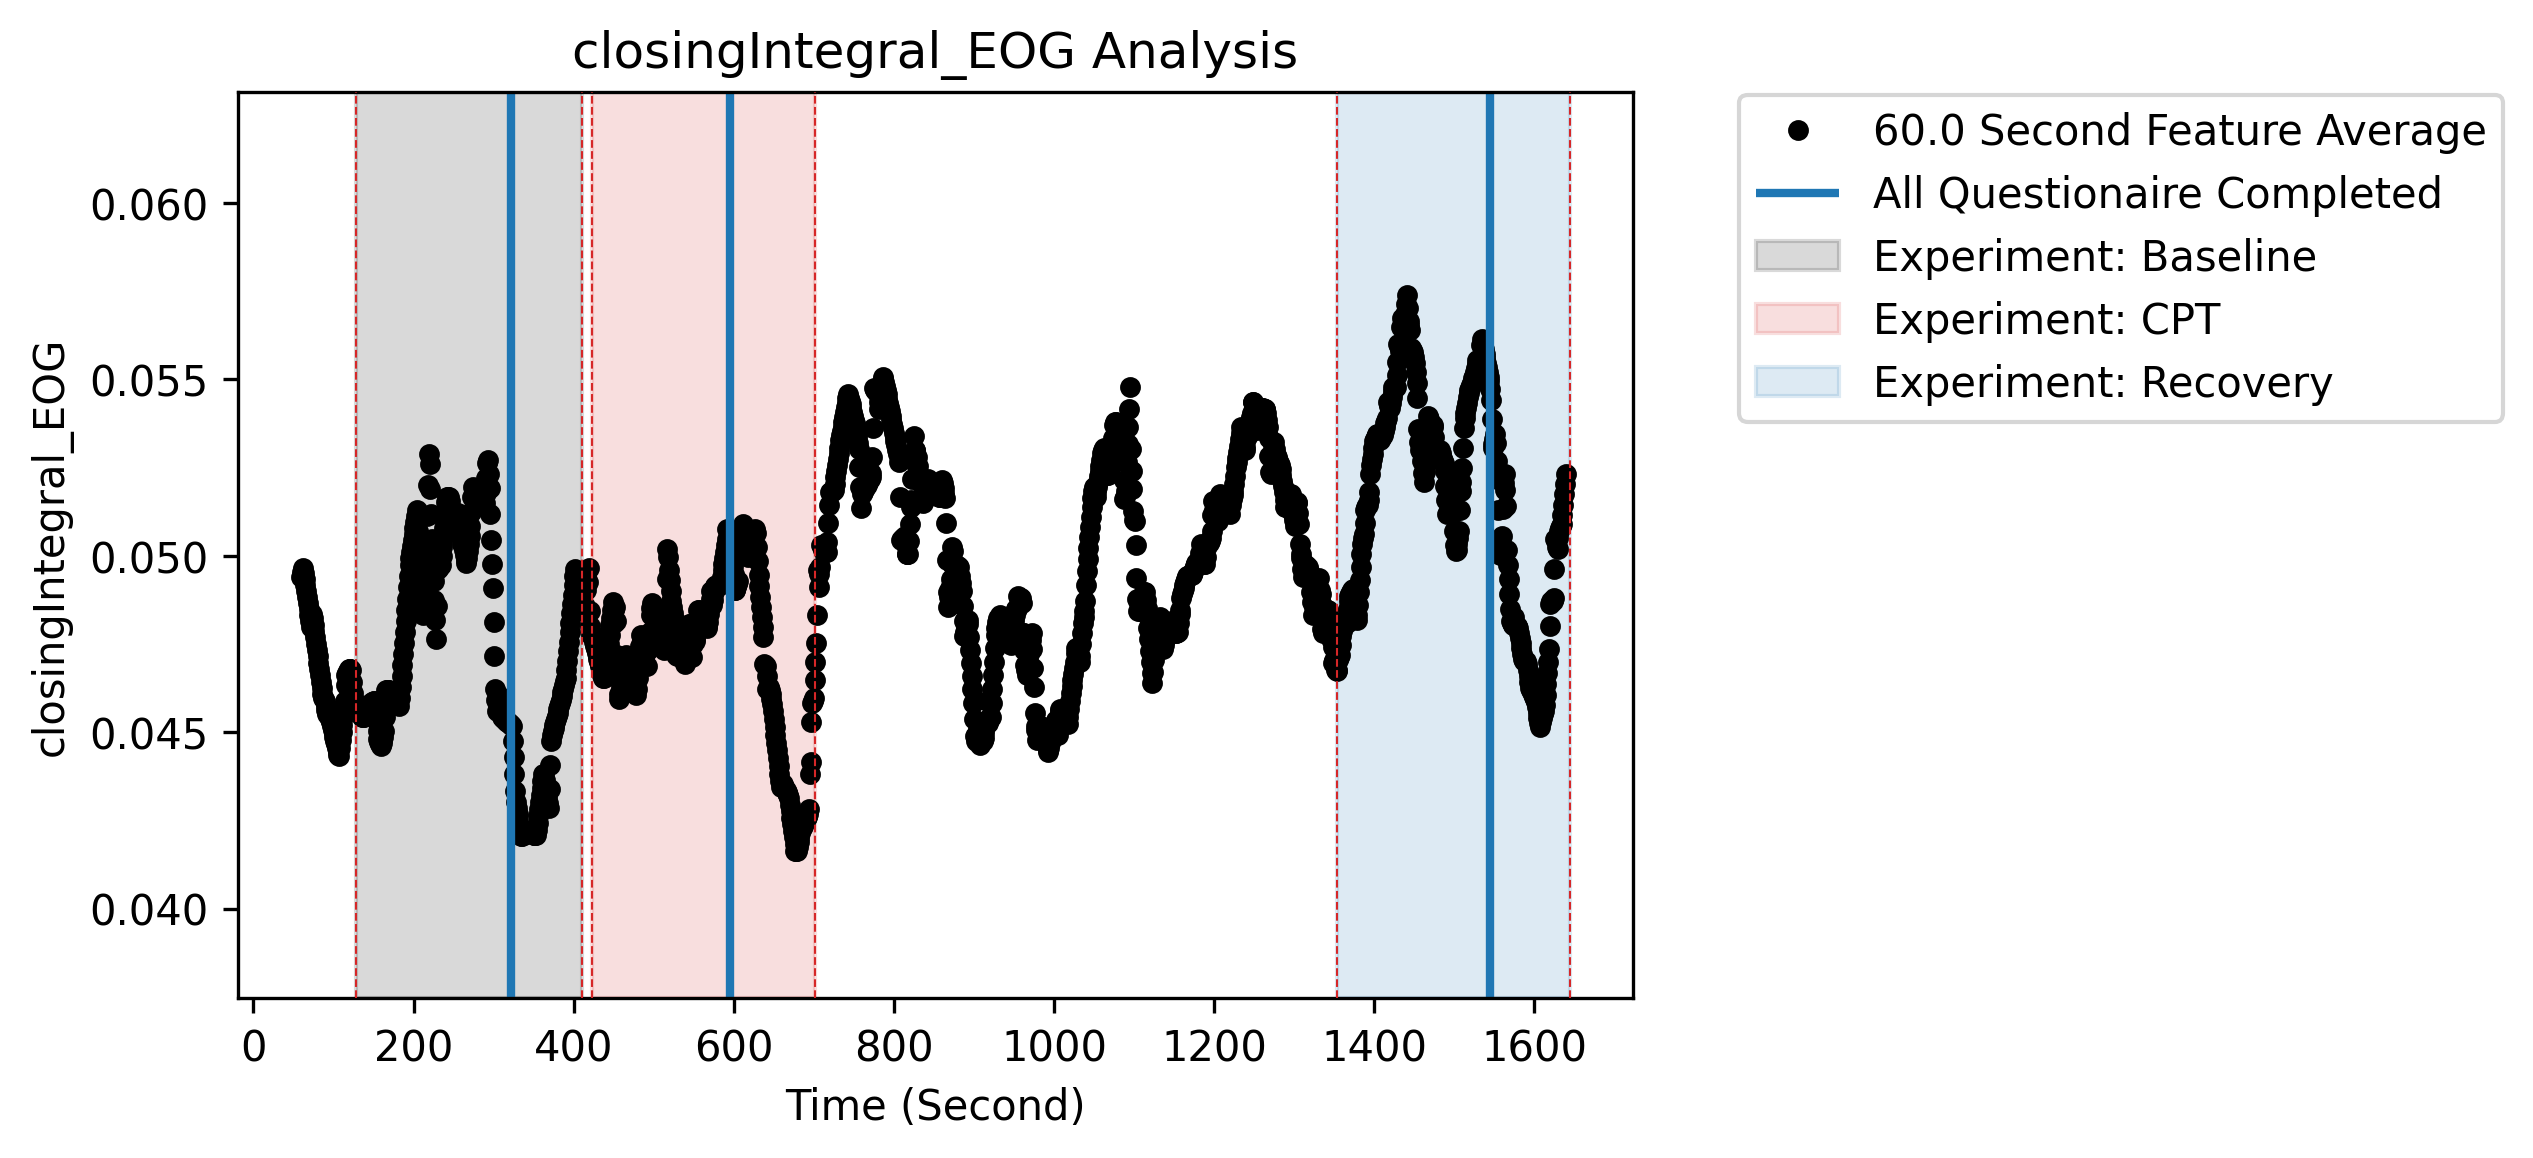 closingIntegral_EOG Analysis
60.0 Second Feature Average
All Questionaire Completed
Experiment: Baseline
Experiment: CPT
Experiment: Recovery
closingIntegral_EOG
0.060
0.055
0.050
0.045
0.040
0 200 400 600 800 1000 1200 1400 1600
Time (Second)